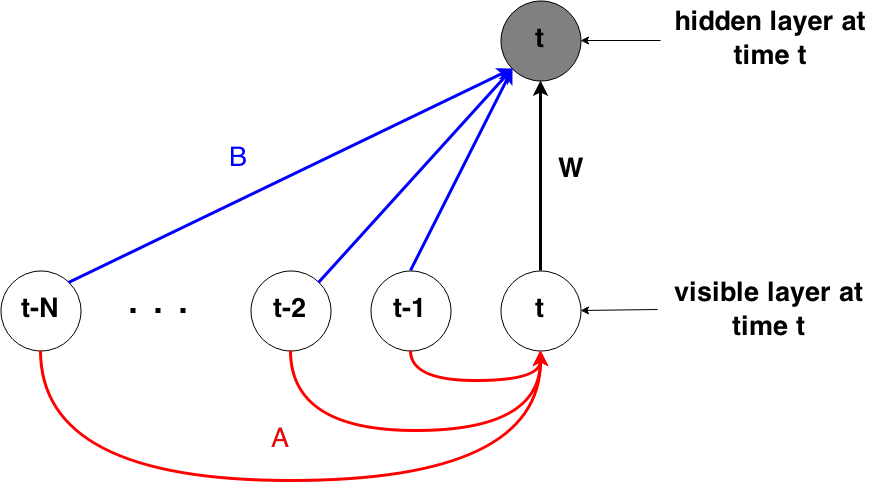 t
hidden layer at
time t
B
W
t-N
. . .
t-2
t-1
t
visible layer at
time t
A